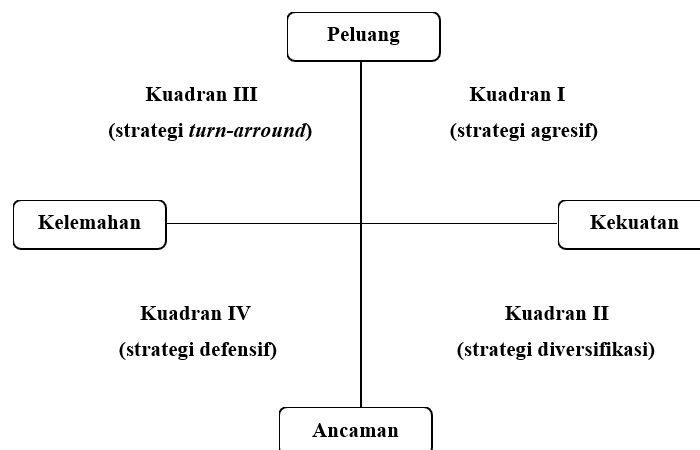 Peluang
Kuadran III
(strategi turn-arround)
Kuadran I
(strategi agresif)
Kelemahan
Kekuatan
Kuadran IV
(strategi defensif)
Kuadran II
(strategi diversifikasi)
Ancaman